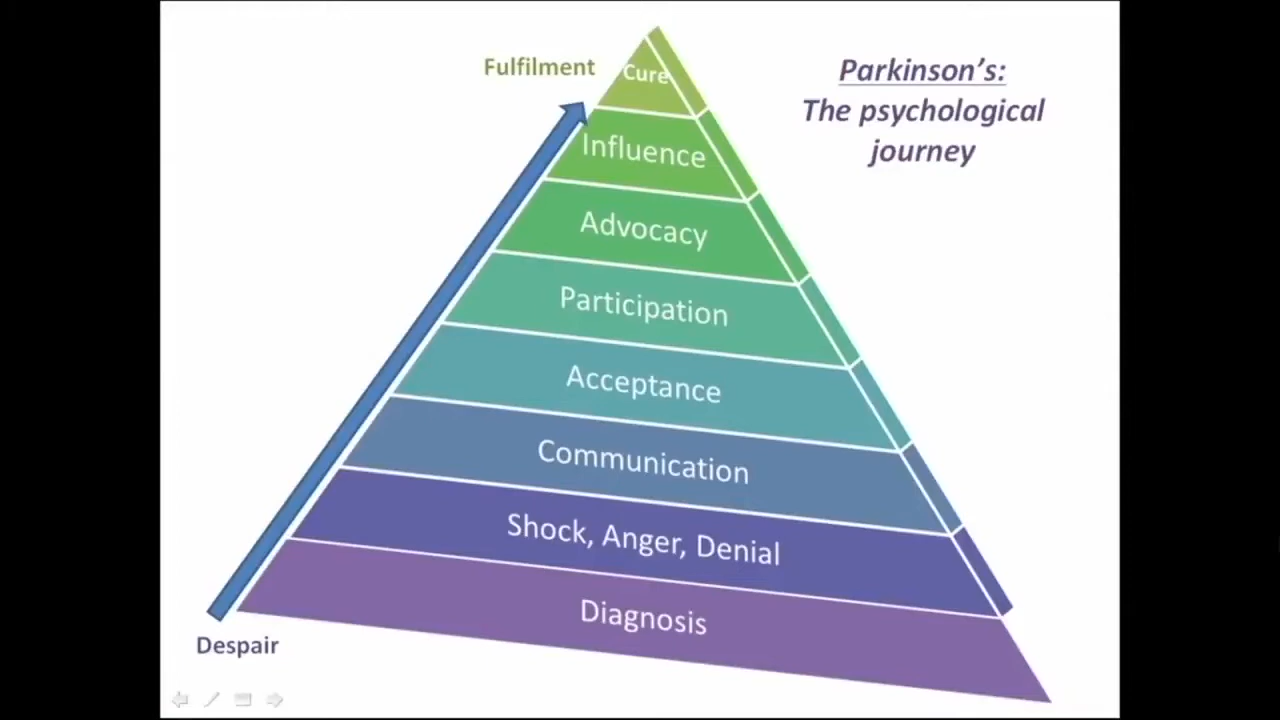 Parkinson's:
The psychological
journey
Fulfilment
Cure
Influence
Advocacy
Participation
Acceptance
Communication
Shock, Anger, Denial
Diagnosis
Despair